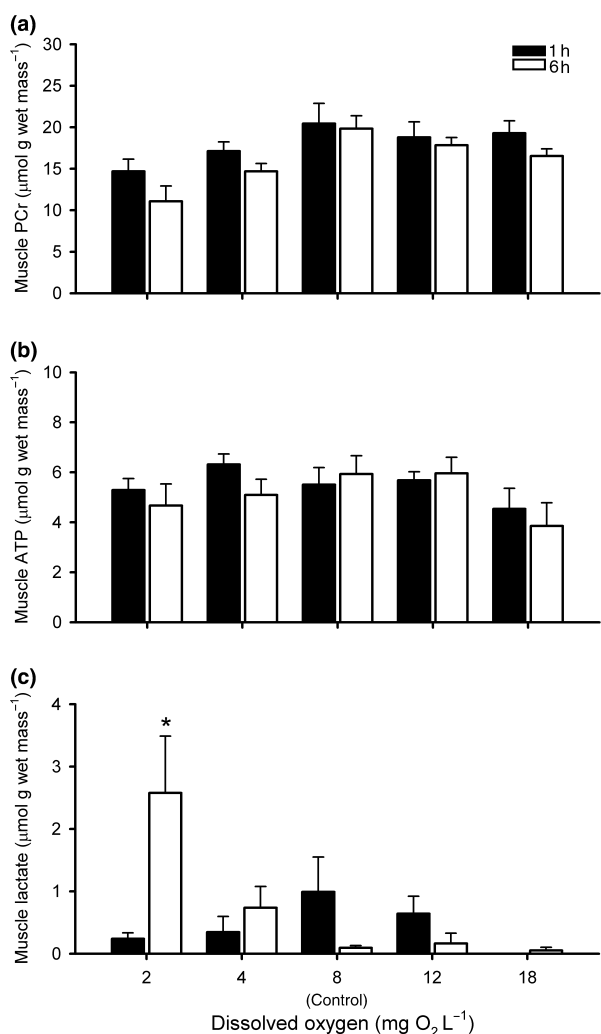 (a)
1 h
6 h
30
25
20
15
10
5
0
Muscle PCr (μmol g wet mass⁻¹)
(b)
10
8
6
4
2
0
Muscle ATP (μmol g wet mass⁻¹)
(c)
4
3
2
1
0
Muscle lactate (μmol g wet mass⁻¹)
*
2 4 8 12 18
(Control)
Dissolved oxygen (mg O₂ L⁻¹)